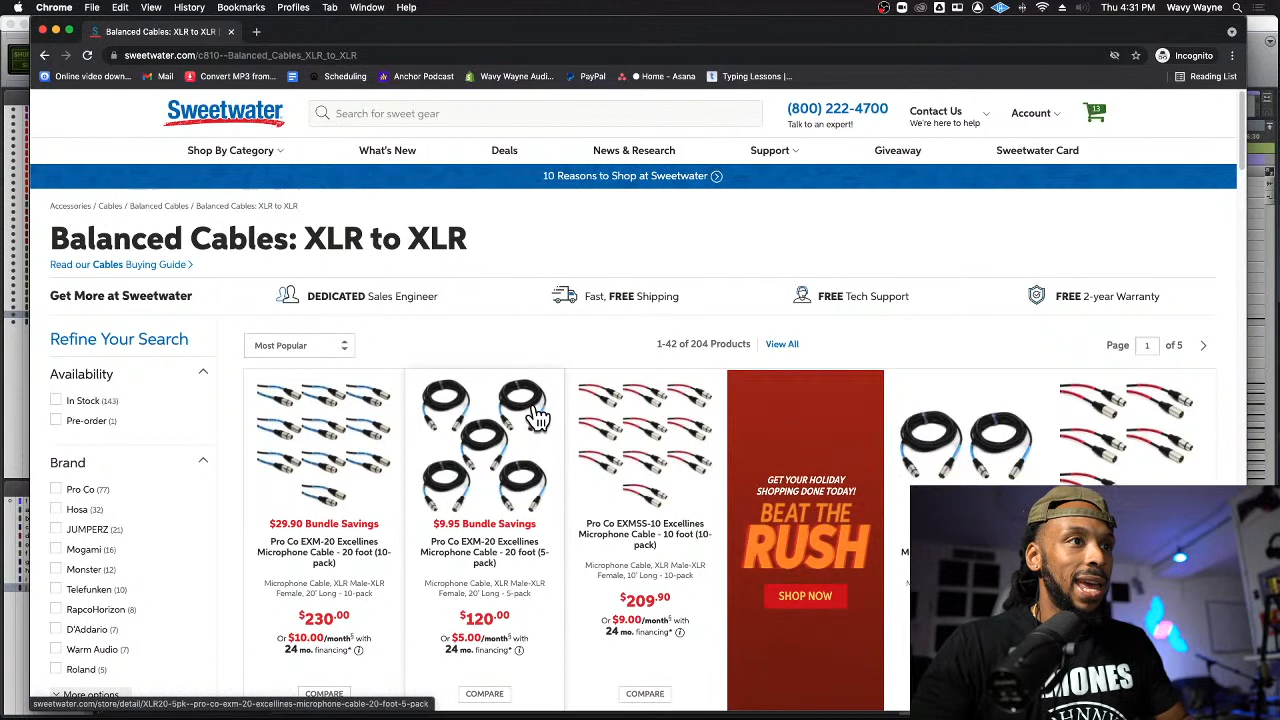 Chrome File Edit View History Bookmarks Profiles Tab Window Help Thu 4:31 PM Wavy Wayne
Balanced Cables: XLR to XLR
sweetwater.com/c810--Balanced_Cables_XLR_to_XLR Incognito
Online video down... Mail Convert MP3 from... Scheduling Anchor Podcast Wavy Wayne Audi... PayPal Home - Asana Typing Lessons |... Reading List
Sweetwater
Search for sweet gear
(800) 222-4700
Talk to an expert!
Contact Us
We're here to help
Account
13
Shop By Category What's New Deals News & Research Support Giveaway Sweetwater Card
10 Reasons to Shop at Sweetwater
Accessories / Cables / Balanced Cables / Balanced Cables: XLR to XLR
Balanced Cables: XLR to XLR
Read our Cables Buying Guide >
Get More at Sweetwater DEDICATED Sales Engineer Fast, FREE Shipping FREE Tech Support FREE 2-year Warranty
Refine Your Search
Most Popular
1-42 of 204 Products View All
Page 1 of 5
Availability
In Stock (143)
Pre-order (1)
Brand
Pro Co (77)
Hosa (32)
JUMPERZ (21)
Mogami (16)
Monster (12)
Telefunken (10)
RapcoHorizon (8)
D'Addario (7)
Warm Audio (7)
Roland (5)
More options
$29.90 Bundle Savings
Pro Co EXM-20 Excellines
Microphone Cable - 20 foot (10-
pack)
Microphone Cable, XLR Male-XLR
Female, 20' Long - 10-pack
$230.00
Or $10.00/month§ with
24 mo. financing*
COMPARE
$9.95 Bundle Savings
Pro Co EXM-20 Excellines
Microphone Cable - 20 foot (5-
pack)
Microphone Cable, XLR Male-XLR
Female, 20' Long - 5-pack
$120.00
Or $5.00/month§ with
24 mo. financing*
COMPARE
Pro Co EXMSS-10 Excellines
Microphone Cable - 10 foot (10-
pack)
Microphone Cable, XLR Male-XLR
Female, 10' Long - 10-pack
$209.90
Or $9.00/month§ with
24 mo. financing*
COMPARE
GET YOUR HOLIDAY
SHOPPING DONE TODAY!
BEAT THE
RUSH
SHOP NOW
sweetwater.com/store/detail/XLR20-5pk--pro-co-exm-20-excellines-microphone-cable-20-foot-5-pack